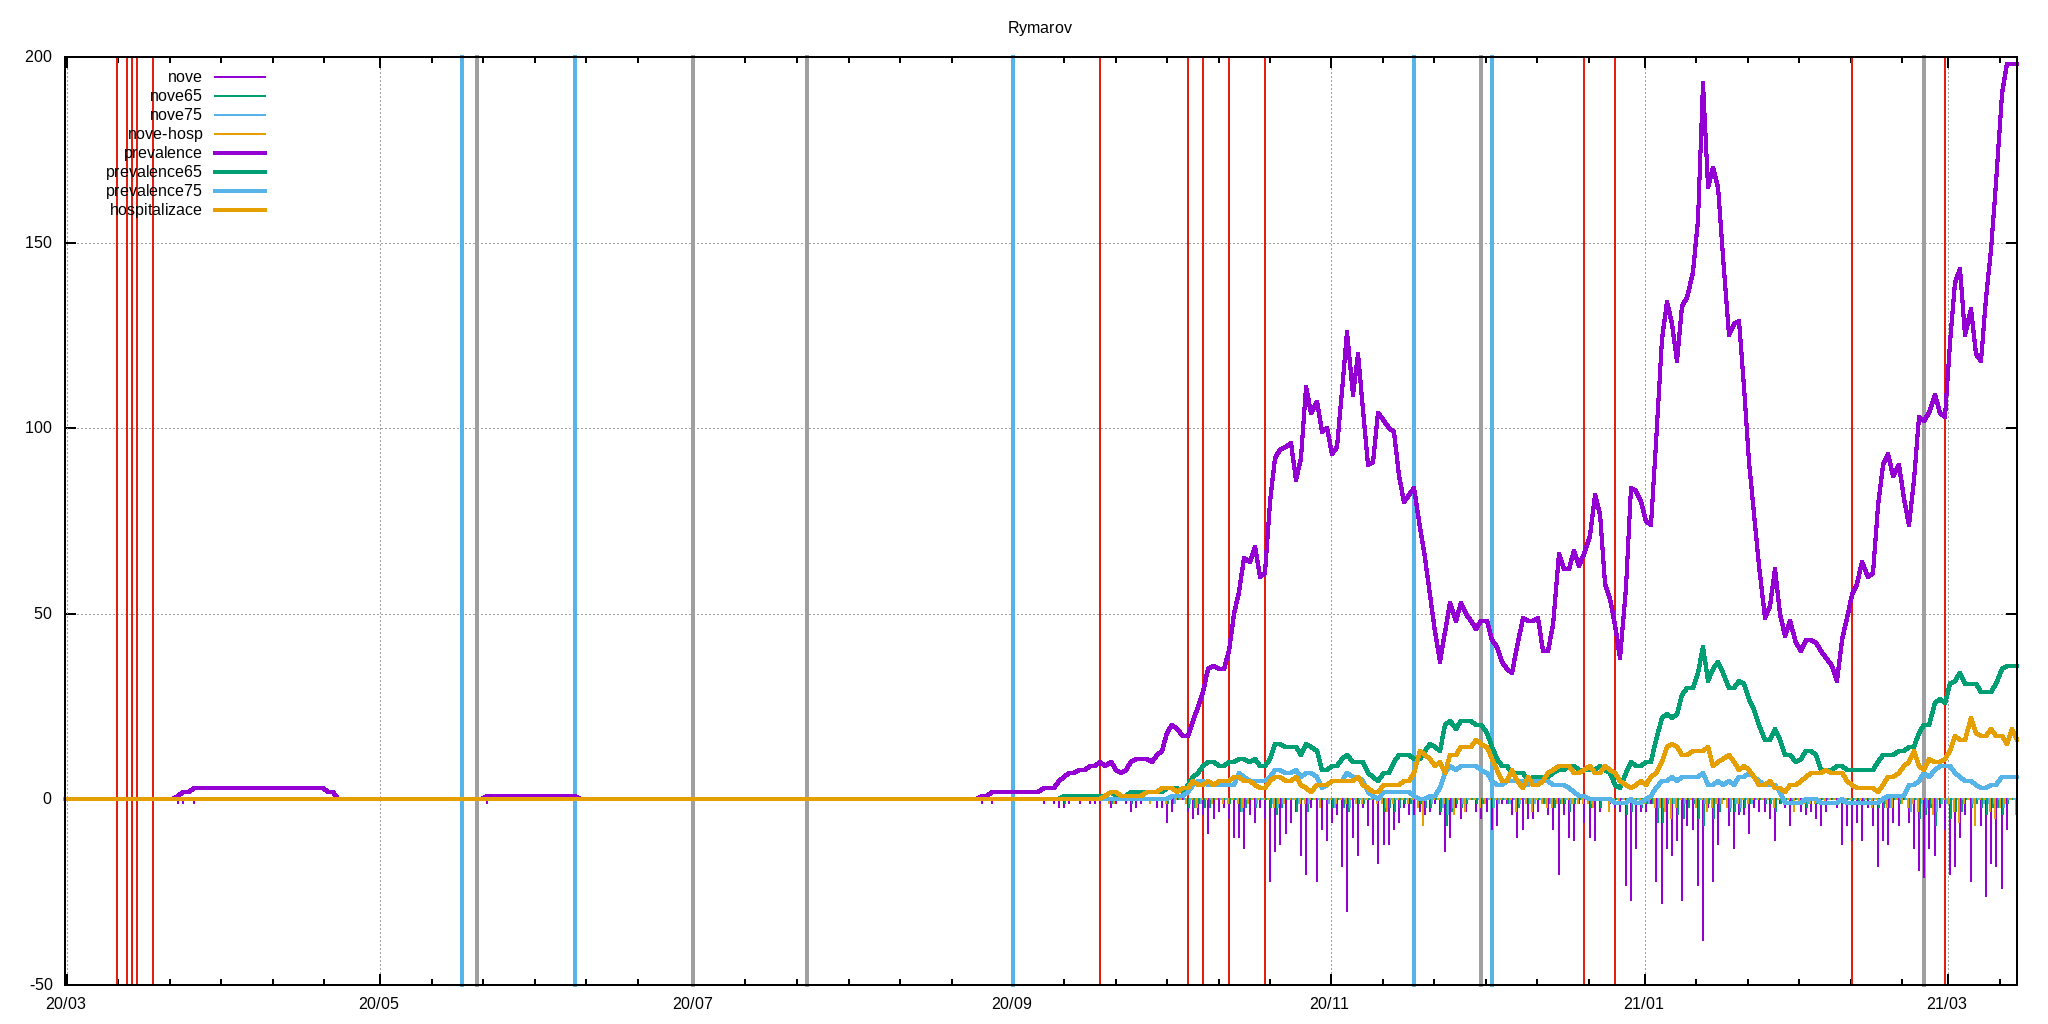 Rymarov
200
nove
nove65
nove75
nove-hosp
prevalence
prevalence65
prevalence75
hospitalizace
150
100
50
0
-50
20/03 20/05 20/07 20/09 20/11 21/01 21/03